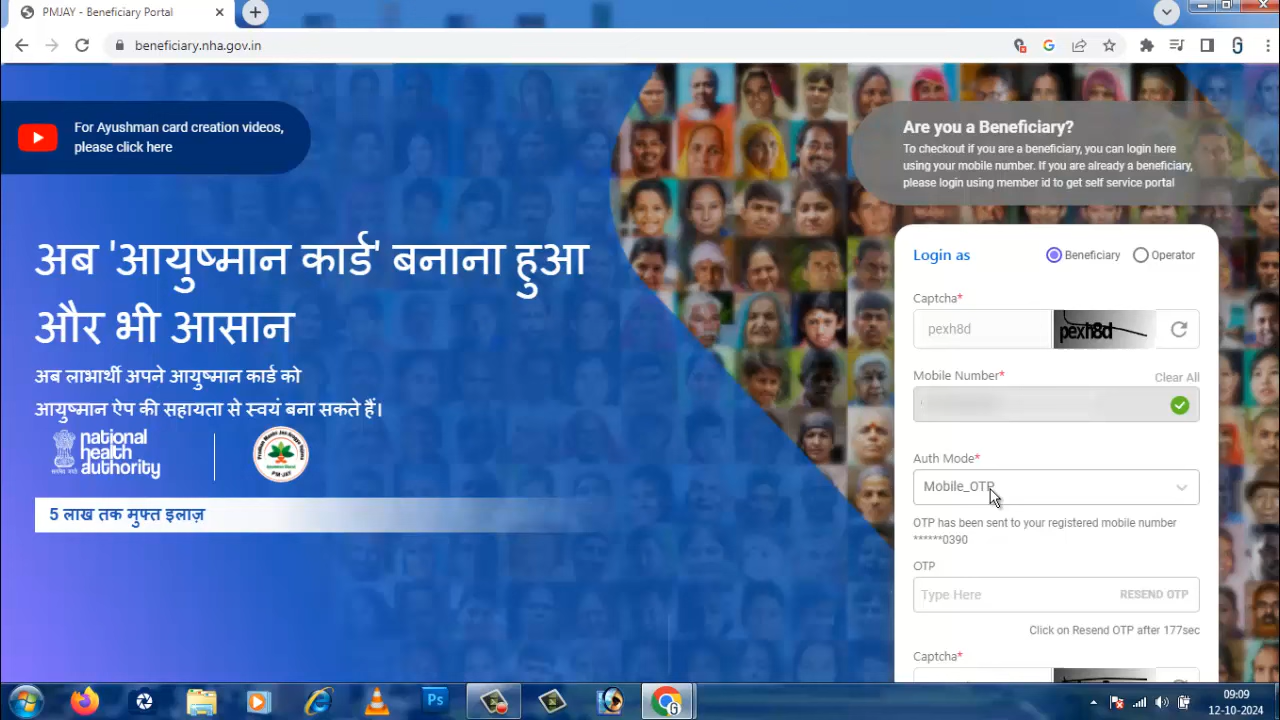 PMJAY - Beneficiary Portal
beneficiary.nha.gov.in
For Ayushman card creation videos,
please click here
Are you a Beneficiary?
To checkout if you are a beneficiary, you can login here
using your mobile number. If you are already a beneficiary,
please login using member id to get self service portal
अब 'आयुष्मान कार्ड' बनाना हुआ
और भी आसान
अब लाभार्थी अपने आयुष्मान कार्ड को
आयुष्मान ऐप की सहायता से स्वयं बना सकते हैं।
national
health
authority
5 लाख तक मुफ्त इलाज़
Login as
Beneficiary
Operator
Captcha*
pexh8d
pexh8d
Mobile Number*
Clear All
Auth Mode*
Mobile_OTP
OTP has been sent to your registered mobile number
******0390
OTP
Type Here
RESEND OTP
Click on Resend OTP after 177sec
Captcha*
Ps
09:09
12-10-2024